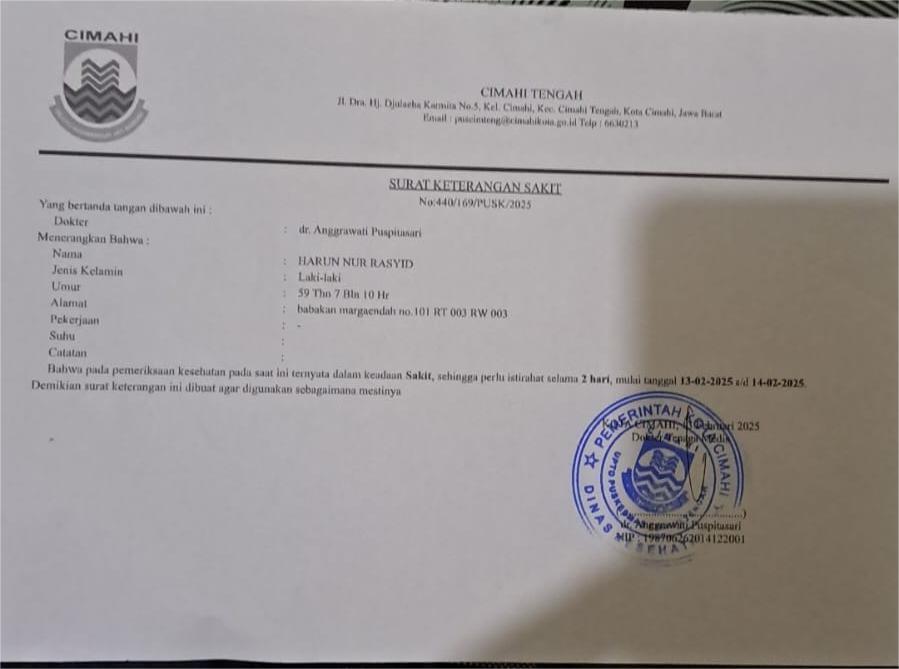 CIMAHI
CIMAHI TENGAH
Jl. Dra. Hj. Djulaeha Karmita No.5, Kel. Cimahi, Kec. Cimahi Tengah, Kota Cimahi, Jawa Barat
Email : puscimteng@cimahikota.go.id Telp : 6630213
SURAT KETERANGAN SAKIT
No:440/169/PUSK/2025
Yang bertanda tangan dibawah ini :
Dokter : dr. Anggrawati Puspitasari
Menerangkan Bahwa :
Nama : HARUN NUR RASYID
Jenis Kelamin : Laki-laki
Umur : 59 Thn 7 Bln 10 Hr
Alamat : babakan margaendah no.101 RT 003 RW 003
Pekerjaan : -
Suhu :
Catatan :
Bahwa pada pemeriksaan kesehatan pada saat ini ternyata dalam keadaan Sakit, sehingga perlu istirahat selama 2 hari, mulai tanggal 13-02-2025 s/d 14-02-2025.
Demikian surat keterangan ini dibuat agar digunakan sebagaimana mestinya
CIMAHI, Februari 2025
Dokter/Tenaga Medis
PEMERINTAH KOTA CIMAHI
DINAS KESEHATAN
UPTD PUSKESMAS
dr. Anggrawati Puspitasari
NIP : 198706262014122001